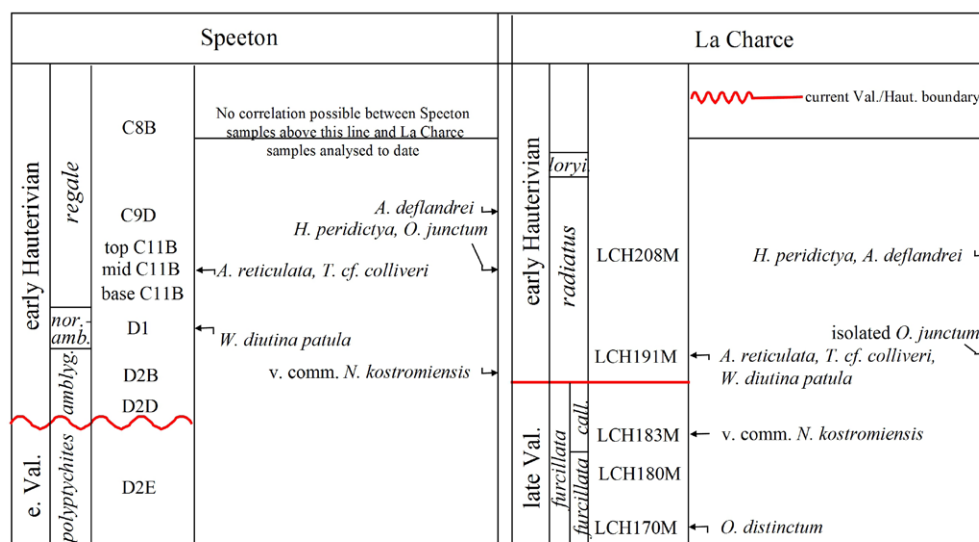 Speeton
La Charce
early Hauterivian
e. Val.
regale
nor.-
amb.
amblyg.
polyptychites
C8B
C9D
top C11B
mid C11B
base C11B
D1
D2B
D2D
D2E
No correlation possible between Speeton
samples above this line and La Charce
samples analysed to date
A. deflandrei
H. peridictya, O. junctum
A. reticulata, T. cf. colliveri
W. diutina patula
v. comm. N. kostromiensis
early Hauterivian
late Val.
loryi.
radiatus
furcillata
call.
furcillata
LCH208M
LCH191M
LCH183M
LCH180M
LCH170M
current Val./Haut. boundary
H. peridictya, A. deflandrei
isolated O. junctum
A. reticulata, T. cf. colliveri,
W. diutina patula
v. comm. N. kostromiensis
O. distinctum